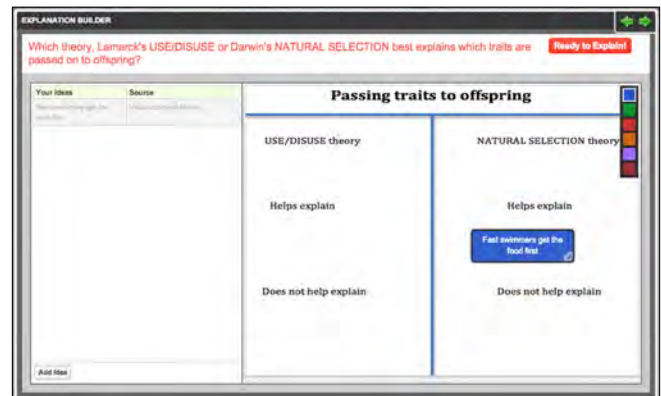 EXPLANATION BUILDER
Which theory, Lamarck's USE/DISUSE or Darwin's NATURAL SELECTION best explains which traits are
passed on to offspring?
Ready to Explain!
Your Ideas Source
Passing traits to offspring
USE/DISUSE theory
NATURAL SELECTION theory
Helps explain
Helps explain
Fast swimmers get the
food first
Does not help explain
Does not help explain
Add Idea